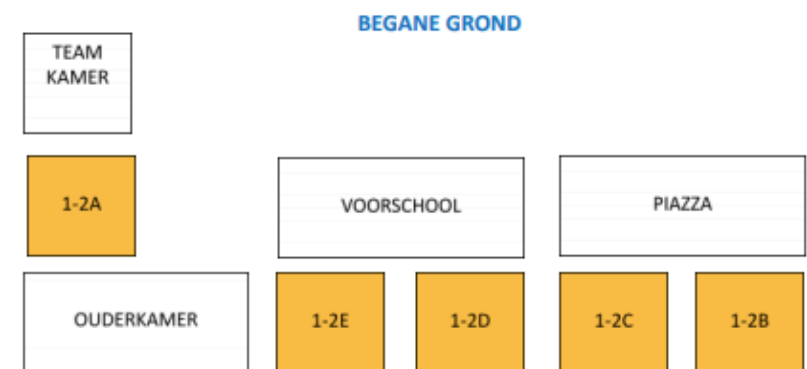 BEGANE GROND
TEAM
KAMER
1-2A
VOORSCHOOL
PIAZZA
OUDERKAMER
1-2E
1-2D
1-2C
1-2B